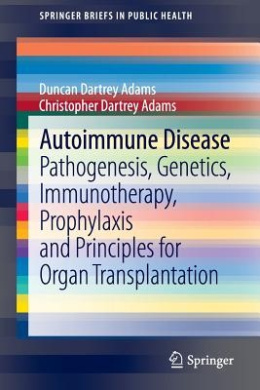 SPRINGER BRIEFS IN PUBLIC HEALTH
Duncan Dartrey Adams
Christopher Dartrey Adams
Autoimmune Disease
Pathogenesis, Genetics,
Immunotherapy,
Prophylaxis
and Principles for
Organ Transplantation
Springer